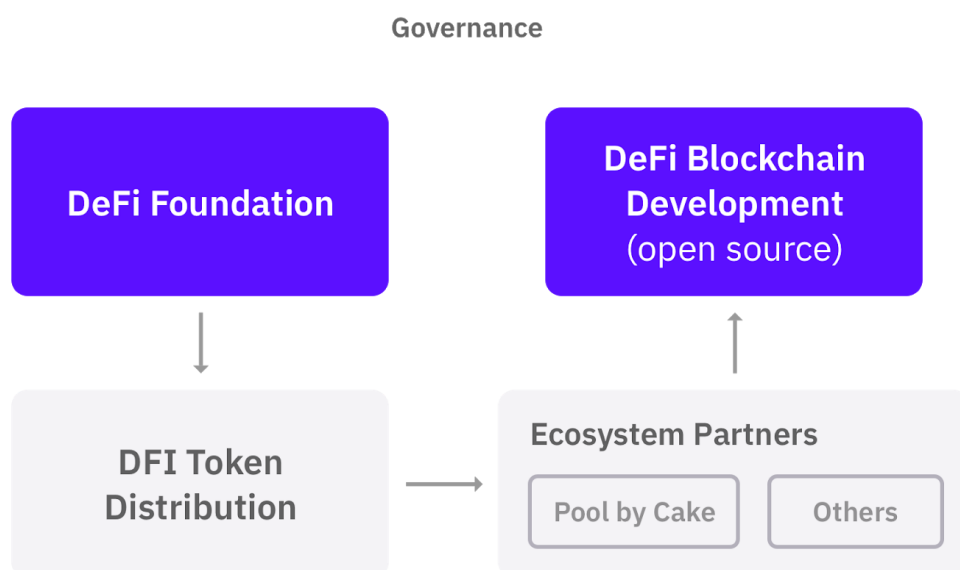 Governance
DeFi Foundation
DeFi Blockchain
Development
(open source)
DFI Token
Distribution
Ecosystem Partners
Pool by Cake
Others